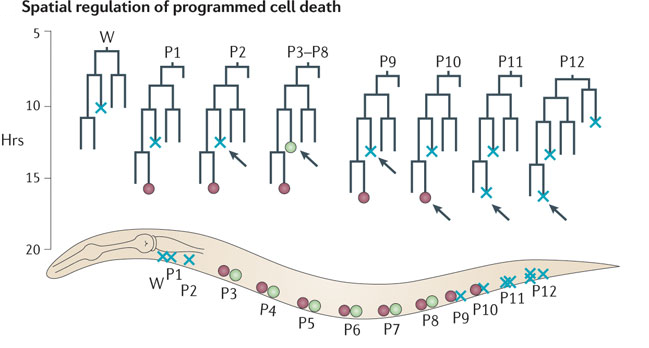 Spatial regulation of programmed cell death
5
W
P1
P2
P3–P8
P9
P10
P11
P12
10
Hrs
15
20
W
P1
P2
P3
P4
P5
P6
P7
P8
P9
P10
P11
P12